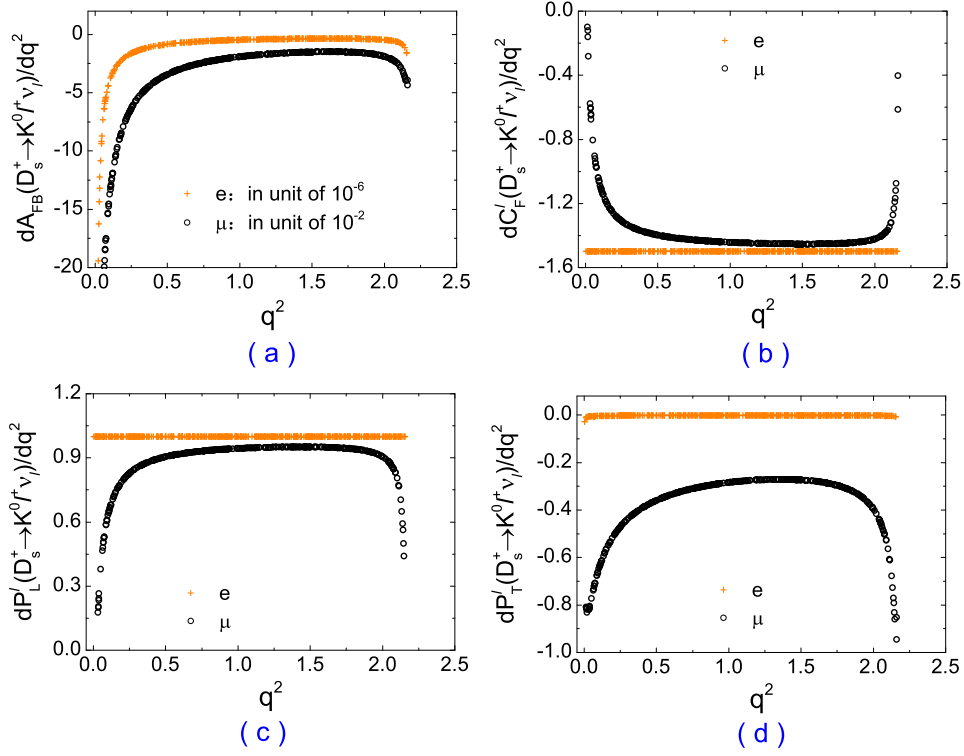 dA_FB(D_s^+→K^0l^+ν_l)/dq^2
0
-5
-10
-15
-20
e: in unit of 10^-6
μ: in unit of 10^-2
0.0 0.5 1.0 1.5 2.0 2.5
q^2
( a )
dC_F^l(D_s^+→K^0l^+ν_l)/dq^2
0.0
-0.4
-0.8
-1.2
-1.6
e
μ
0.0 0.5 1.0 1.5 2.0 2.5
q^2
( b )
dP_L^l(D_s^+→K^0l^+ν_l)/dq^2
1.2
0.9
0.6
0.3
0.0
e
μ
0.0 0.5 1.0 1.5 2.0 2.5
q^2
( c )
dP_T^l(D_s^+→K^0l^+ν_l)/dq^2
0.0
-0.2
-0.4
-0.6
-0.8
-1.0
e
μ
0.0 0.5 1.0 1.5 2.0 2.5
q^2
( d )